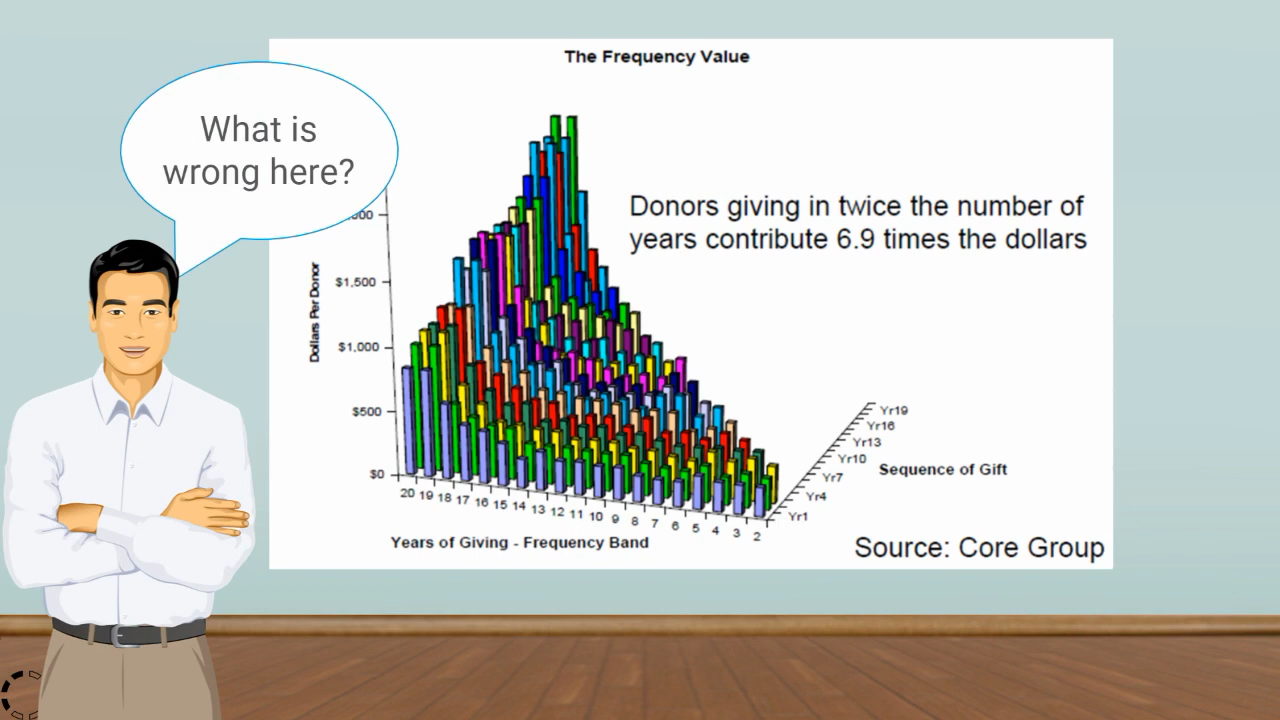 The Frequency Value
What is
wrong here?
Donors giving in twice the number of
years contribute 6.9 times the dollars
Dollars Per Donor
$1,500
$1,000
$500
$0
20 19 18 17 16 15 14 13 12 11 10 9 8 7 6 5 4 3 2
Years of Giving - Frequency Band
Yr19
Yr16
Yr13
Yr10
Yr7
Yr4
Yr1
Sequence of Gift
Source: Core Group